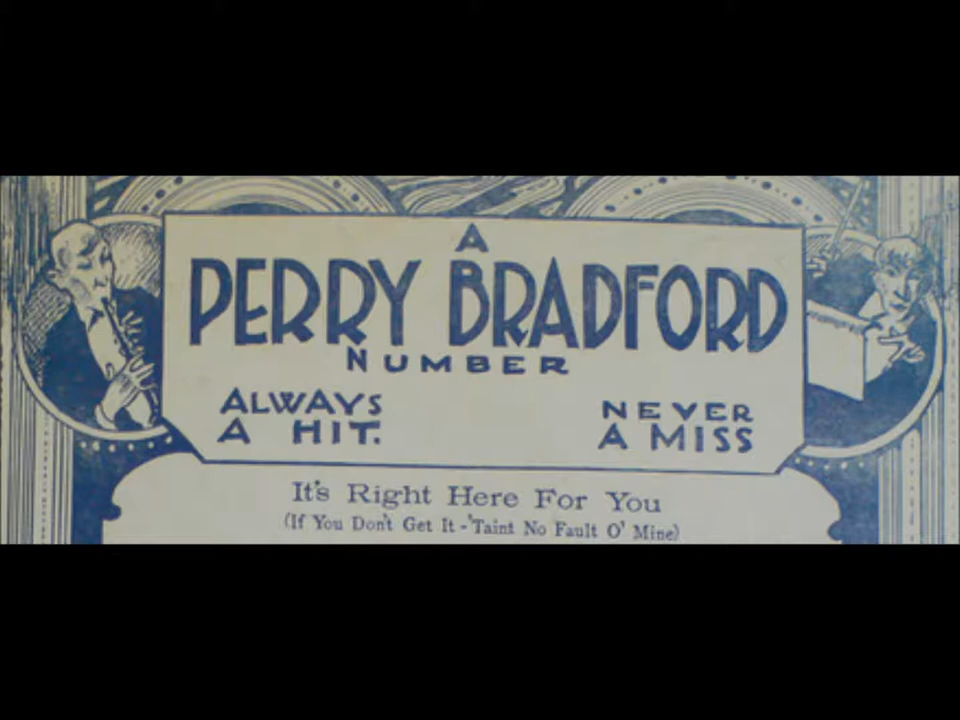 A
PERRY BRADFORD
NUMBER
ALWAYS
A HIT.
NEVER
A MISS
It's Right Here For You
(If You Don't Get It - 'Taint No Fault O' Mine)